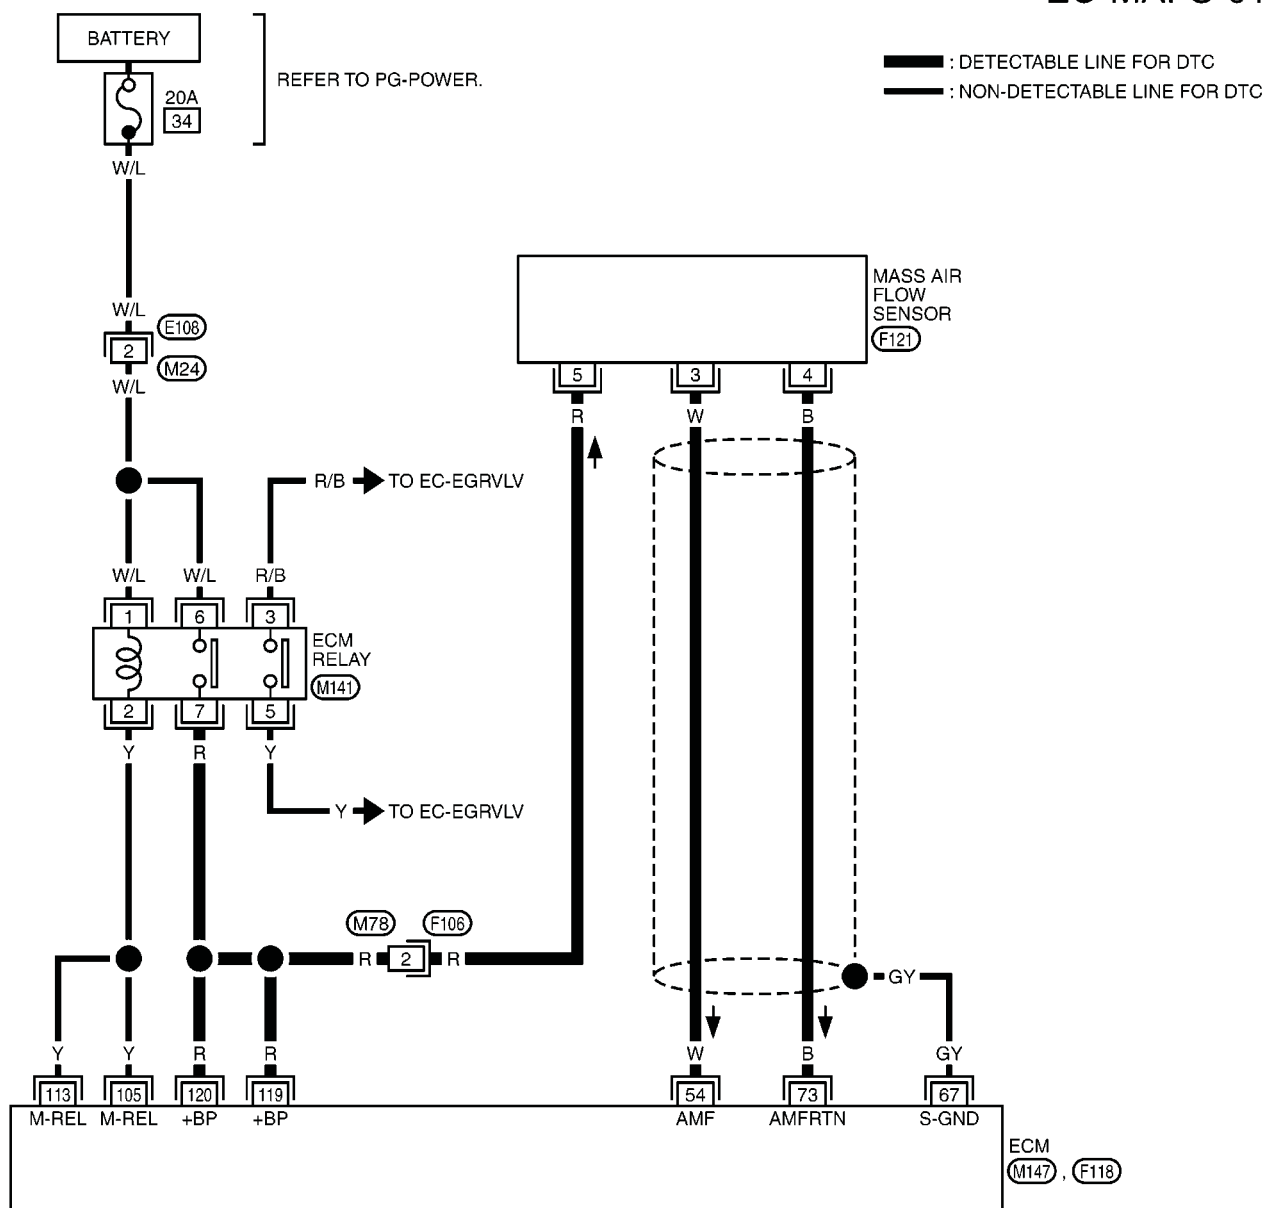 BATTERY
20A
34
REFER TO PG-POWER.
: DETECTABLE LINE FOR DTC
: NON-DETECTABLE LINE FOR DTC
W/L
W/L
E108
2
M24
W/L
MASS AIR
FLOW
SENSOR
F121
5 3 4
R W B
R/B TO EC-EGRVLV
W/L W/L R/B
1 6 3
ECM
RELAY
M141
2 7 5
Y R Y
Y TO EC-EGRVLV
M78 F106
R 2 R
GY
Y Y R R W B GY
113 105 120 119 54 73 67
M-REL M-REL +BP +BP AMF AMFRTN S-GND
ECM
M147 , F118